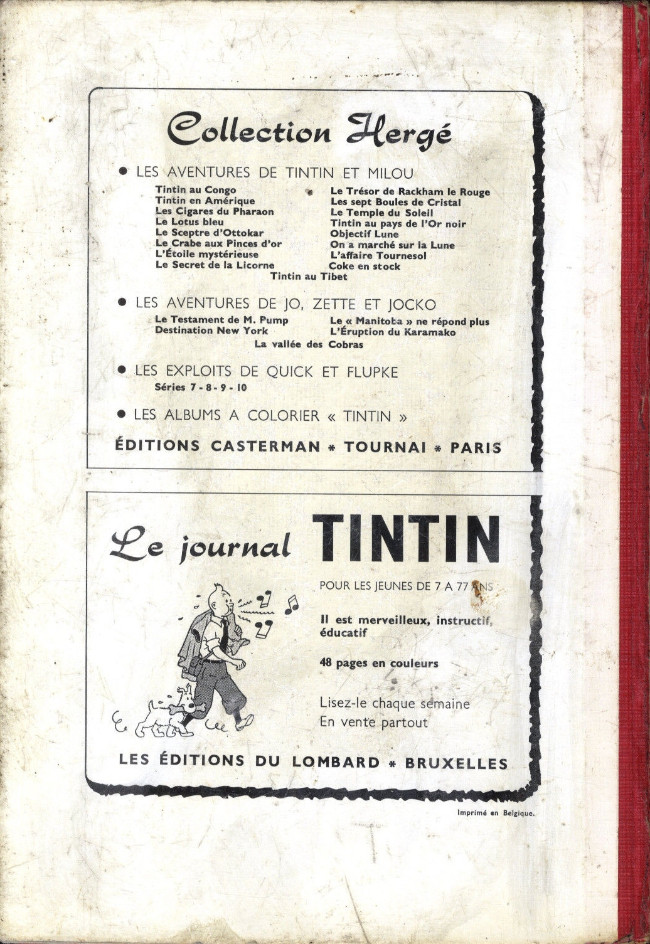 Collection Hergé
● LES AVENTURES DE TINTIN ET MILOU
Tintin au Congo
Tintin en Amérique
Les Cigares du Pharaon
Le Lotus bleu
Le Sceptre d'Ottokar
Le Crabe aux Pinces d'or
L'Étoile mystérieuse
Le Secret de la Licorne
Le Trésor de Rackham le Rouge
Les sept Boules de Cristal
Le Temple du Soleil
Tintin au pays de l'Or noir
Objectif Lune
On a marché sur la Lune
L'affaire Tournesol
Coke en stock
Tintin au Tibet
● LES AVENTURES DE JO, ZETTE ET JOCKO
Le Testament de M. Pump
Destination New York
Le « Manitoba » ne répond plus
L'Éruption du Karamako
La vallée des Cobras
● LES EXPLOITS DE QUICK ET FLUPKE
Séries 7 - 8 - 9 - 10
● LES ALBUMS A COLORIER « TINTIN »
ÉDITIONS CASTERMAN * TOURNAI * PARIS
Le journal TINTIN
POUR LES JEUNES DE 7 A 77 ANS
Il est merveilleux, instructif,
éducatif
48 pages en couleurs
Lisez-le chaque semaine
En vente partout
LES ÉDITIONS DU LOMBARD * BRUXELLES
Imprimé en Belgique.